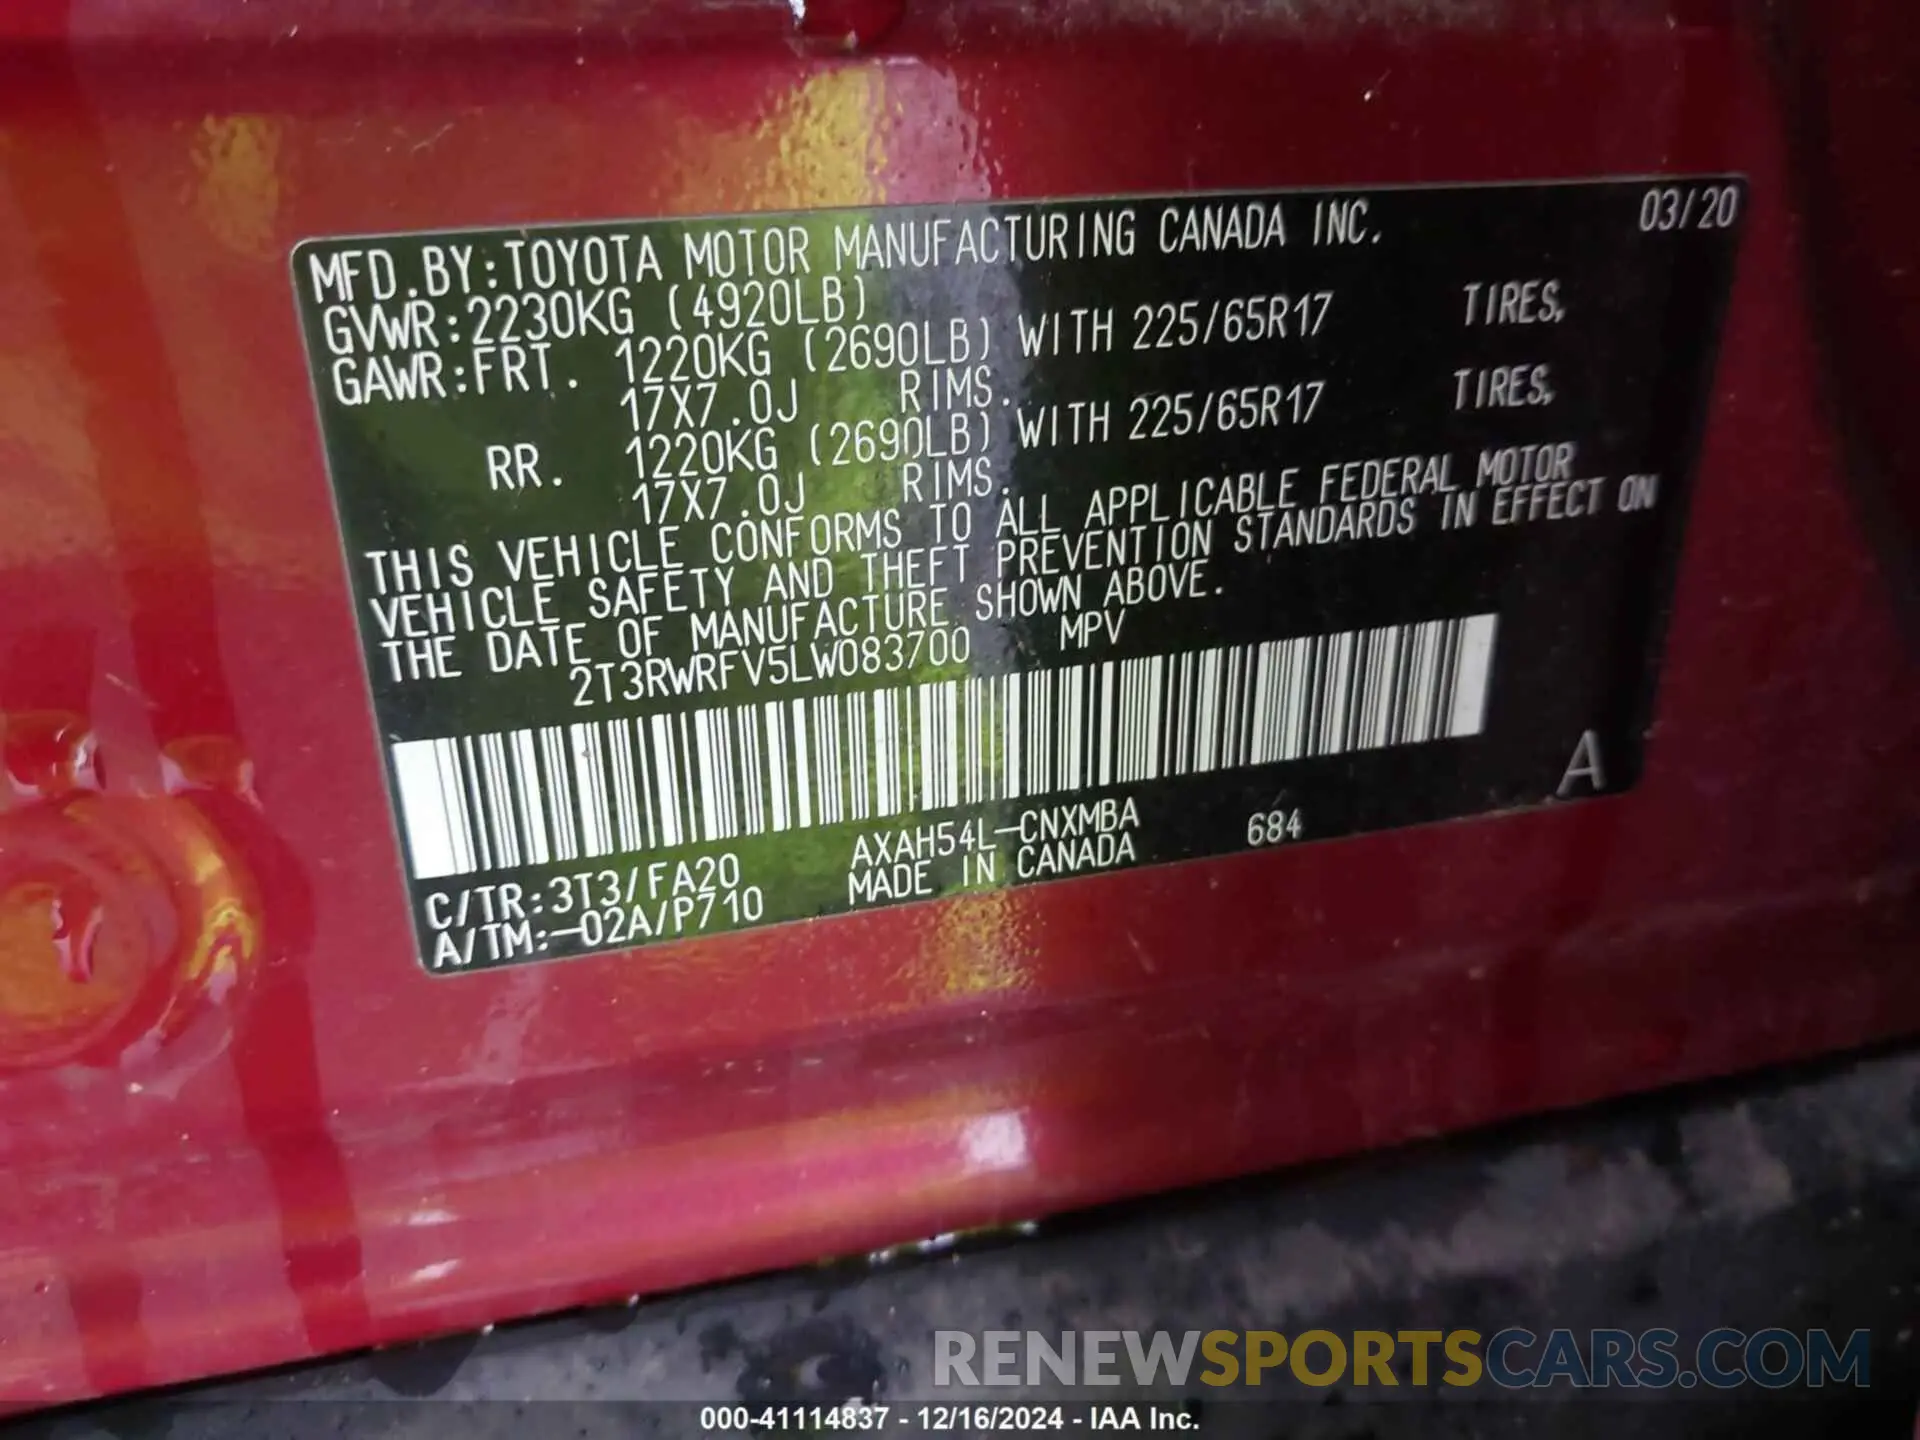 MFD.BY:TOYOTA MOTOR MANUFACTURING CANADA INC. 03/20
GVWR:2230KG (4920LB)
GAWR:FRT. 1220KG (2690LB) WITH 225/65R17 TIRES,
17X7.0J RIMS.
RR. 1220KG (2690LB) WITH 225/65R17 TIRES,
17X7.0J RIMS.
THIS VEHICLE CONFORMS TO ALL APPLICABLE FEDERAL MOTOR
VEHICLE SAFETY AND THEFT PREVENTION STANDARDS IN EFFECT ON
THE DATE OF MANUFACTURE SHOWN ABOVE.
2T3RWRFV5LW083700 MPV
A
C/TR:3T3/FA20 AXAH54L-CNXMBA 684
A/TM:-02A/P710 MADE IN CANADA
RENEWSPORTSCARS.COM
000-41114837 - 12/16/2024 - IAA Inc.